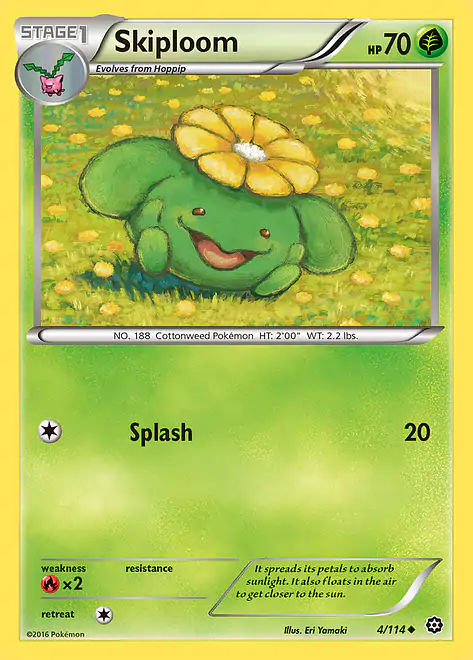 STAGE1
Skiploom
HP70
Evolves from Hoppip
NO. 188 Cottonweed Pokémon HT: 2'00" WT: 2.2 lbs.
Splash 20
weakness resistance
×2
retreat
It spreads its petals to absorb
sunlight. It also floats in the air
to get closer to the sun.
©2016 Pokémon
Illus. Eri Yamaki
4/114